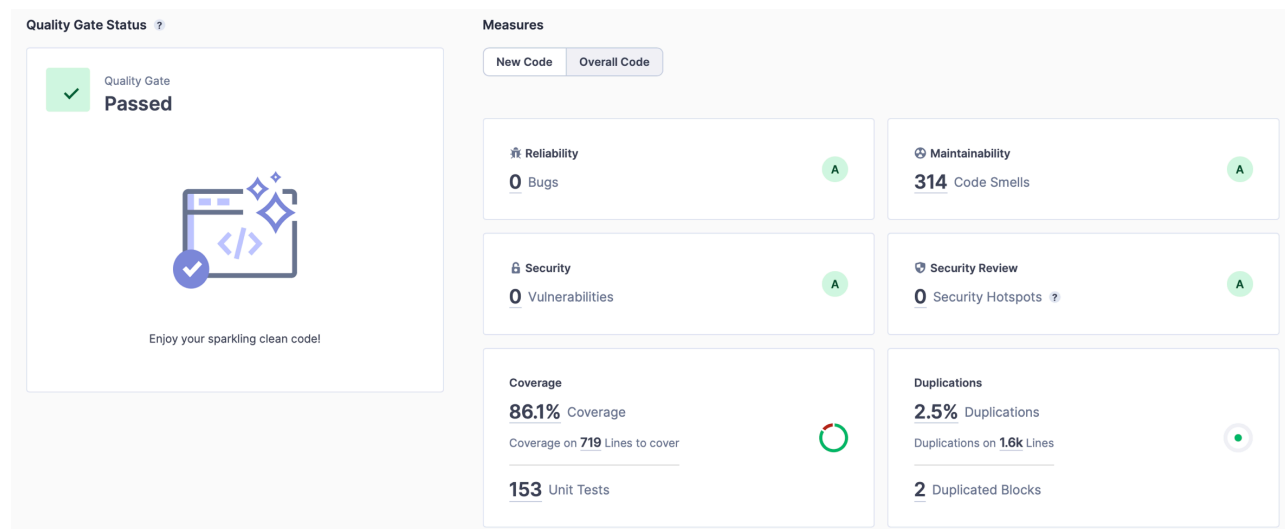 Quality Gate Status ?
Quality Gate
Passed
</>
Enjoy your sparkling clean code!
Measures
New Code Overall Code
Reliability
0 Bugs
A
Maintainability
314 Code Smells
A
Security
0 Vulnerabilities
A
Security Review
0 Security Hotspots ?
A
Coverage
86.1% Coverage
Coverage on 719 Lines to cover
153 Unit Tests
Duplications
2.5% Duplications
Duplications on 1.6k Lines
2 Duplicated Blocks